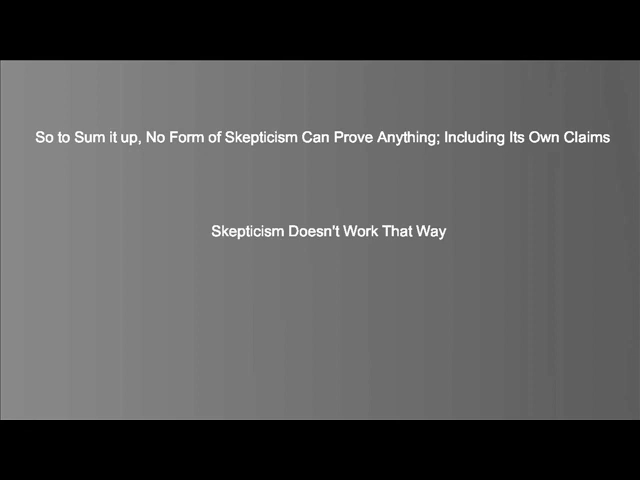 So to Sum it up, No Form of Skepticism Can Prove Anything; Including Its Own Claims
Skepticism Doesn't Work That Way